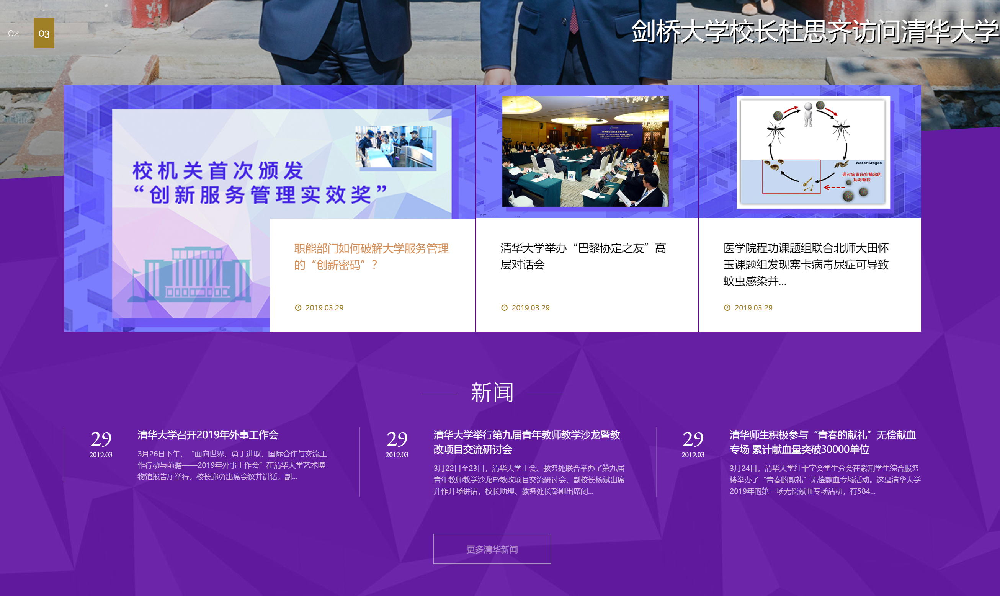 02
03
剑桥大学校长杜思齐访问清华大学
校机关首次颁发
“创新服务管理实效奖”
巴黎协定之友高层对话会
FRIENDS OF THE PARIS AGREEMENT
HIGH LEVEL DIALOGUE MEETING
Water Stages
通过病毒尿症排出的
病毒颗粒
职能部门如何破解大学服务管理
的“创新密码”？
2019.03.29
清华大学举办“巴黎协定之友”高
层对话会
2019.03.29
医学院程功课题组联合北师大田怀
玉课题组发现寨卡病毒尿症可导致
蚊虫感染并...
2019.03.29
新闻
29
2019.03
清华大学召开2019年外事工作会
3月26日下午，“面向世界、勇于进取，国际合作与交流工
作行动与前瞻——2019年外事工作会”在清华大学艺术博
物馆报告厅举行。校长邱勇出席会议并讲话，副...
29
2019.03
清华大学举行第九届青年教师教学沙龙暨教
改项目交流研讨会
3月22日至23日，清华大学工会、教务处联合举办了第九届
青年教师教学沙龙暨教改项目交流研讨会，副校长杨斌出席
并作开场讲话，校长助理、教务处长彭刚出席闭...
29
2019.03
清华师生积极参与“青春的献礼”无偿献血
专场 累计献血量突破30000单位
3月24日，清华大学红十字会学生分会在紫荆学生综合服务
楼举办了“青春的献礼”无偿献血专场活动。这是清华大学
2019年的第一场无偿献血专场活动，有584...
更多清华新闻